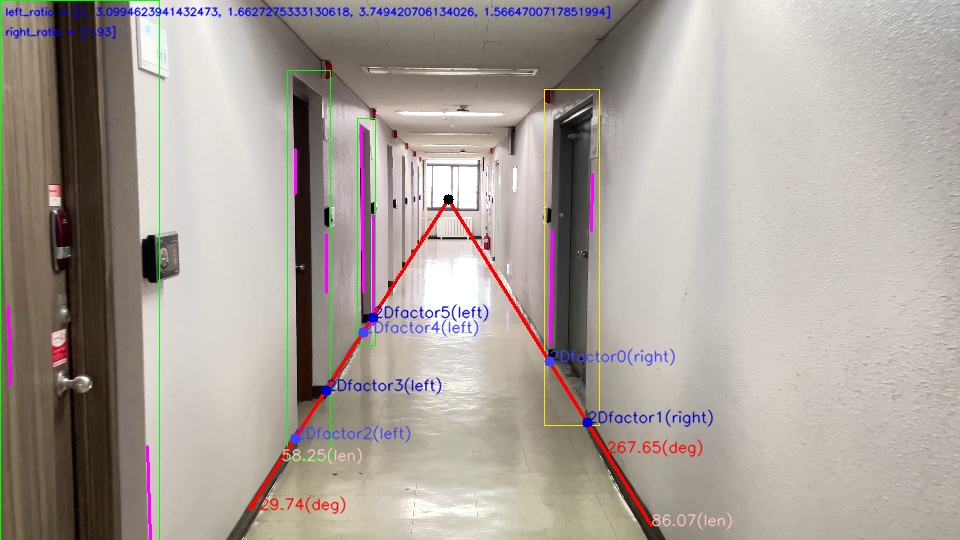 left_ratio = [1, 3.0994623941432473, 1.6627275333130618, 3.749420706134026, 1.5664700717851994]
right_ratio = [1.93]
2Dfactor5(left)
2Dfactor4(left)
2Dfactor0(right)
2Dfactor3(left)
2Dfactor1(right)
2Dfactor2(left)
267.65(deg)
58.25(len)
29.74(deg)
86.07(len)